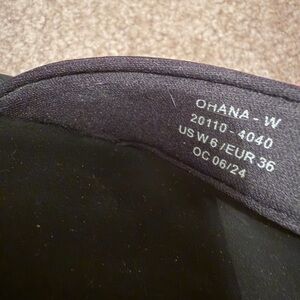 OHANA - W
20110 - 4040
US W 6 /EUR 36
OC 06/24